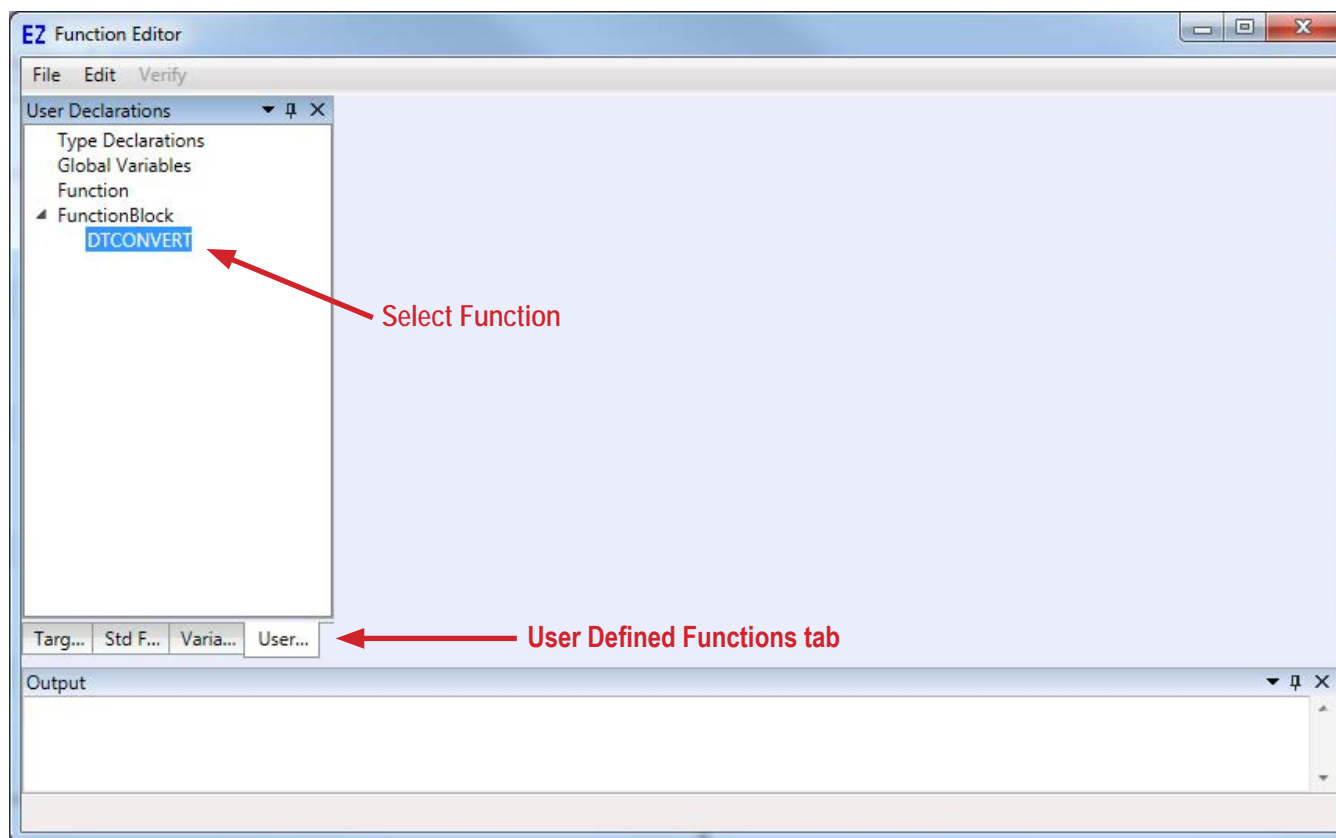 EZ Function Editor
File Edit Verify
User Declarations
Type Declarations
Global Variables
Function
FunctionBlock
DTCONVERT
Select Function
Targ... Std F... Varia... User...
User Defined Functions tab
Output